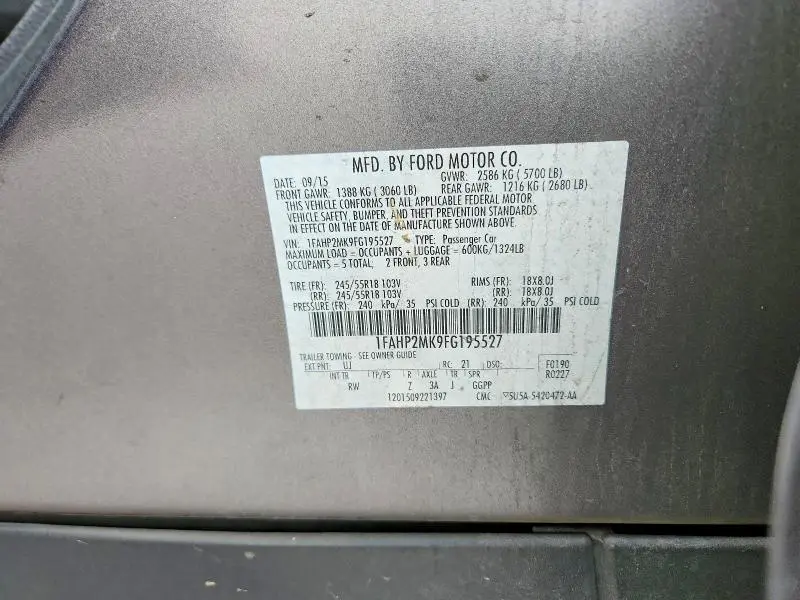 MFD. BY FORD MOTOR CO.
DATE: 09/15 GVWR: 2586 KG ( 5700 LB)
FRONT GAWR: 1388 KG ( 3060 LB) REAR GAWR: 1216 KG ( 2680 LB)
THIS VEHICLE CONFORMS TO ALL APPLICABLE FEDERAL MOTOR
VEHICLE SAFETY, BUMPER, AND THEFT PREVENTION STANDARDS
IN EFFECT ON THE DATE OF MANUFACTURE SHOWN ABOVE.
VIN: 1FAHP2MK9FG195527 TYPE: Passenger Car
MAXIMUM LOAD = OCCUPANTS + LUGGAGE = 600KG/1324LB
OCCUPANTS = 5 TOTAL, 2 FRONT, 3 REAR
TIRE (FR): 245/55R18 103V RIMS (FR): 18X8.0J
(RR): 245/55R18 103V (RR): 18X8.0J
PRESSURE (FR): 240 kPa/ 35 PSI COLD (RR): 240 kPa/ 35 PSI COLD
1FAHP2MK9FG195527
TRAILER TOWING - SEE OWNER GUIDE
EXT PNT: UJ RC: 21 DSO: F0190
INT TR TP/PS R AXLE TR SPR R0227
RW Z 3A J GGPP
1201509221397 CMC 5U5A-5420472-AA